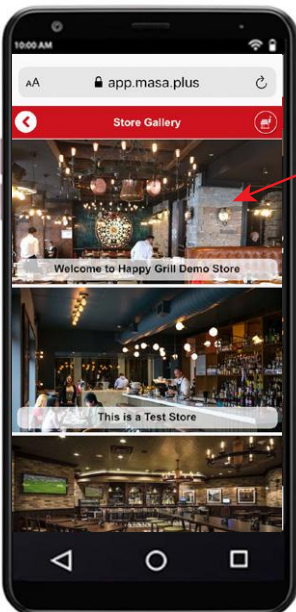 10:00 AM
AA app.masa.plus
Store Gallery
Welcome to Happy Grill Demo Store
This is a Test Store